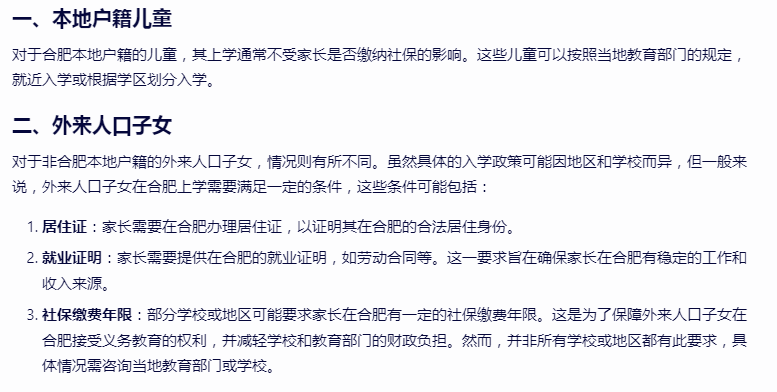 一、本地户籍儿童
对于合肥本地户籍的儿童，其上学通常不受家长是否缴纳社保的影响。这些儿童可以按照当地教育部门的规定，
就近入学或根据学区划分入学。
二、外来人口子女
对于非合肥本地户籍的外来人口子女，情况则有所不同。虽然具体的入学政策可能因地区和学校而异，但一般来
说，外来人口子女在合肥上学需要满足一定的条件，这些条件可能包括：
1. 居住证：家长需要在合肥办理居住证，以证明其在合肥的合法居住身份。
2. 就业证明：家长需要提供在合肥的就业证明，如劳动合同等。这一要求旨在确保家长在合肥有稳定的工作和
收入来源。
3. 社保缴费年限：部分学校或地区可能要求家长在合肥有一定的社保缴费年限。这是为了保障外来人口子女在
合肥接受义务教育的权利，并减轻学校和教育部门的财政负担。然而，并非所有学校或地区都有此要求，具
体情况需咨询当地教育部门或学校。